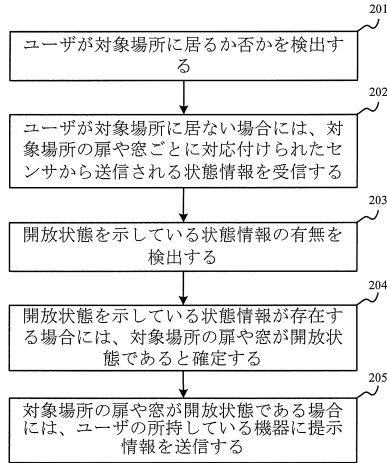 201
ユーザが対象場所に居るか否かを検出す
る
202
ユーザが対象場所に居ない場合には、対
象場所の扉や窓ごとに対応付けられたセ
ンサから送信される状態情報を受信する
203
開放状態を示している状態情報の有無を
検出する
204
開放状態を示している状態情報が存在す
る場合には、対象場所の扉や窓が開放状
態であると確定する
205
対象場所の扉や窓が開放状態である場合
には、ユーザの所持している機器に提示
情報を送信する